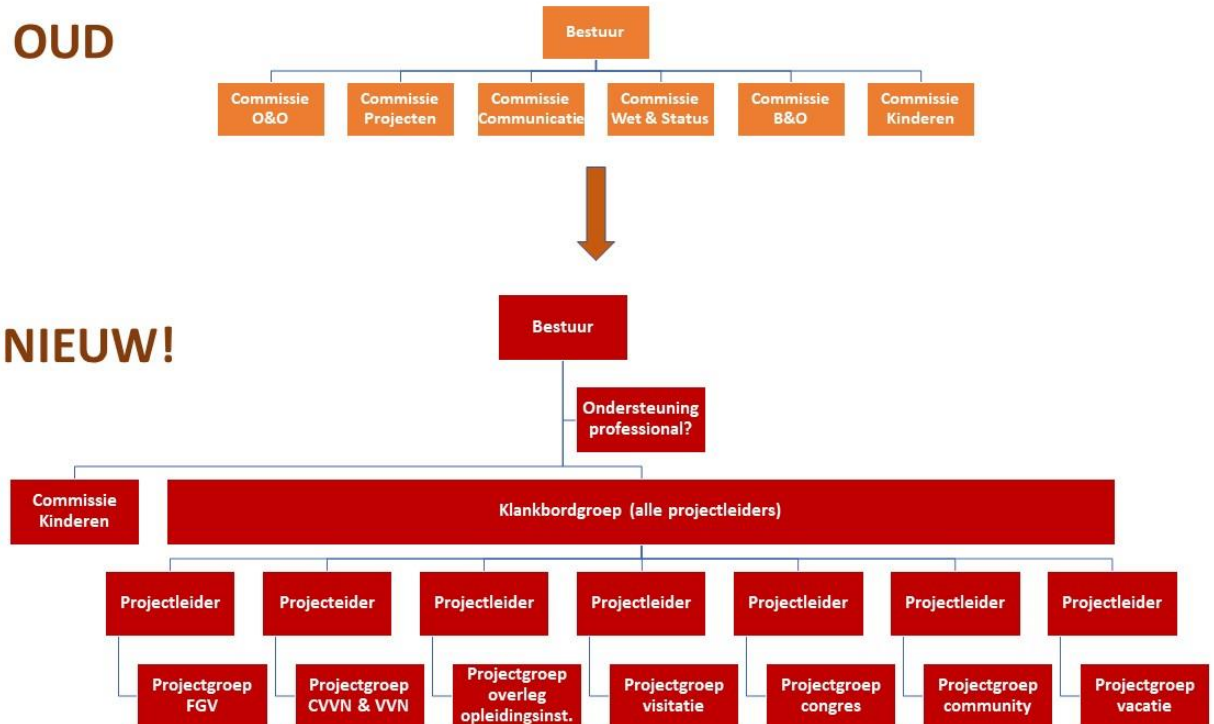 OUD
Bestuur
Commissie
O&O
Commissie
Projecten
Commissie
Communicatie
Commissie
Wet & Status
Commissie
B&O
Commissie
Kinderen
NIEUW!
Bestuur
Ondersteuning
professional?
Commissie
Kinderen
Klankbordgroep (alle projectleiders)
Projectleider
Projecteider
Projectleider
Projectleider
Projectleider
Projectleider
Projectleider
Projectgroep
FGV
Projectgroep
CVVN & VVN
Projectgroep
overleg
opleidingsinst.
Projectgroep
visitatie
Projectgroep
congres
Projectgroep
community
Projectgroep
vacatie